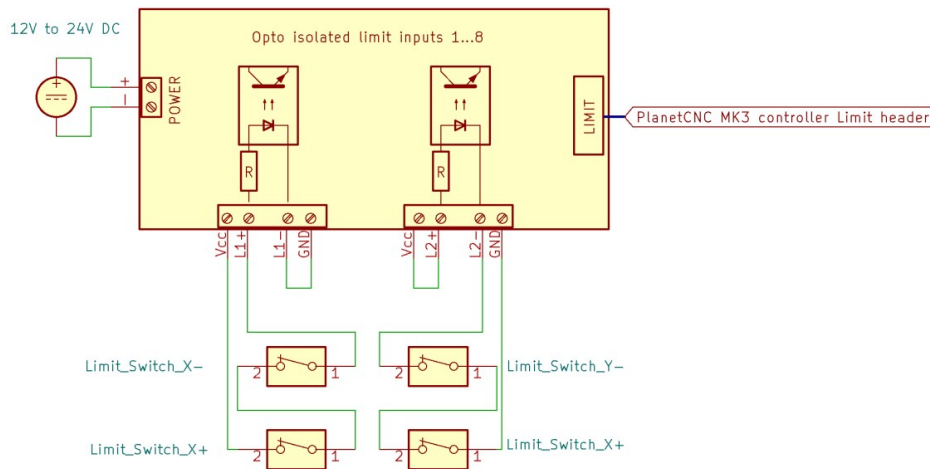 12V to 24V DC
Opto isolated limit inputs 1...8
+
−
POWER
+
LIMIT
PlanetCNC MK3 controller Limit header
R
R
Vcc
L1+
L1-
GND
Vcc
L2+
L2-
GND
Limit_Switch_X-
2
1
2
1
Limit_Switch_Y-
Limit_Switch_X+
2
1
2
1
Limit_Switch_X+